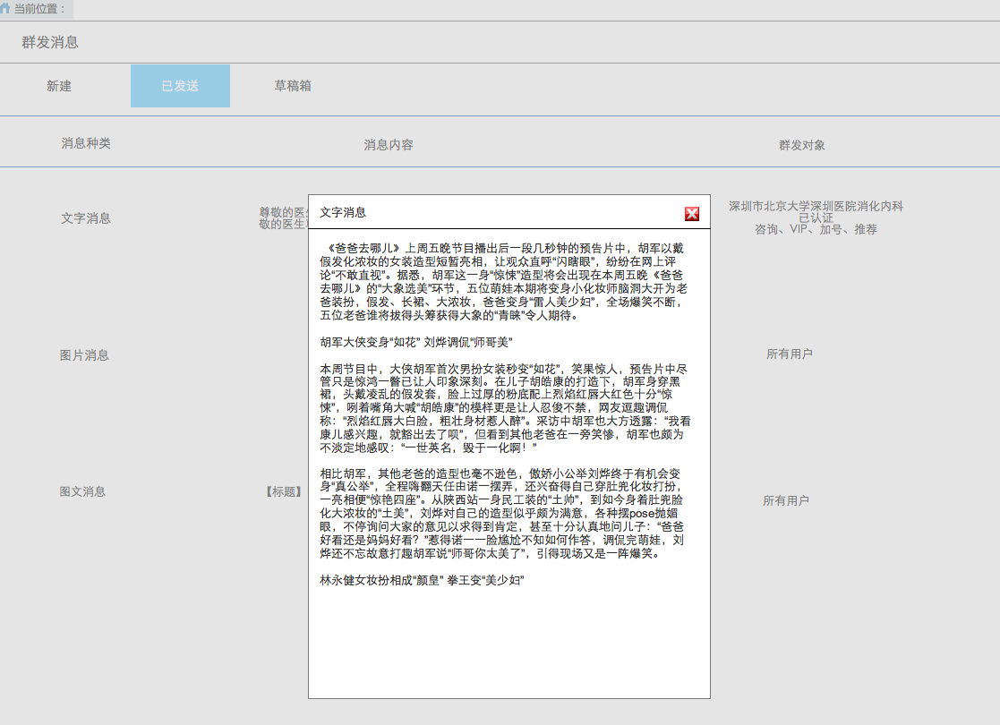 当前位置：
群发消息
新建
已发送
草稿箱
消息种类
消息内容
群发对象
文字消息
尊敬的医
敬的医生
深圳市北京大学深圳医院消化内科
已认证
咨询、VIP、加号、推荐
图片消息
所有用户
图文消息
【标题】
所有用户
文字消息
《爸爸去哪儿》上周五晚节目播出后一段几秒钟的预告片中，胡军以戴
假发化浓妆的女装造型短暂亮相，让观众直呼“闪瞎眼”，纷纷在网上评
论“不敢直视”。据悉，胡军这一身“惊悚”造型将会出现在本周五晚《爸爸
去哪儿》的“大象选美”环节，五位萌娃本期将变身小化妆师脑洞大开为老
爸装扮，假发、长裙、大浓妆，爸爸变身“雷人美少妇”，全场爆笑不断，
五位老爸谁将拔得头筹获得大象的“青睐”令人期待。
胡军大侠变身“如花” 刘烨调侃“师哥美”
本周节目中，大侠胡军首次男扮女装秒变“如花”，笑果惊人，预告片中尽
管只是惊鸿一瞥已让人印象深刻。在儿子胡皓康的打造下，胡军身穿黑
裙，头戴凌乱的假发套，脸上过厚的粉底配上烈焰红唇大红色十分“惊
悚”，咧着嘴角大喊“胡皓康”的模样更是让人忍俊不禁，网友逗趣调侃
称：“烈焰红唇大白脸，粗壮身材惹人醉”。采访中胡军也大方透露：“我看
康儿感兴趣，就豁出去了呗”，但看到其他老爸在一旁笑惨，胡军也颇为
不淡定地感叹：“一世英名，毁于一化啊！”
相比胡军，其他老爸的造型也毫不逊色，傲娇小公举刘烨终于有机会变
身“真公举”，全程嗨翻天任由诺一摆弄，还兴奋得自己穿肚兜化妆打扮，
一亮相便“惊艳四座”。从陕西站一身民工装的“土帅”，到如今身着肚兜脸
化大浓妆的“土美”，刘烨对自己的造型似乎颇为满意，各种摆pose抛媚
眼，不停询问大家的意见以求得到肯定，甚至十分认真地问儿子：“爸爸
好看还是妈妈好看？”惹得诺一一脸尴尬不知如何作答，调侃完萌娃，刘
烨还不忘故意打趣胡军说“师哥你太美了”，引得现场又是一阵爆笑。
林永健女妆扮相成“颜皇” 拳王变“美少妇”